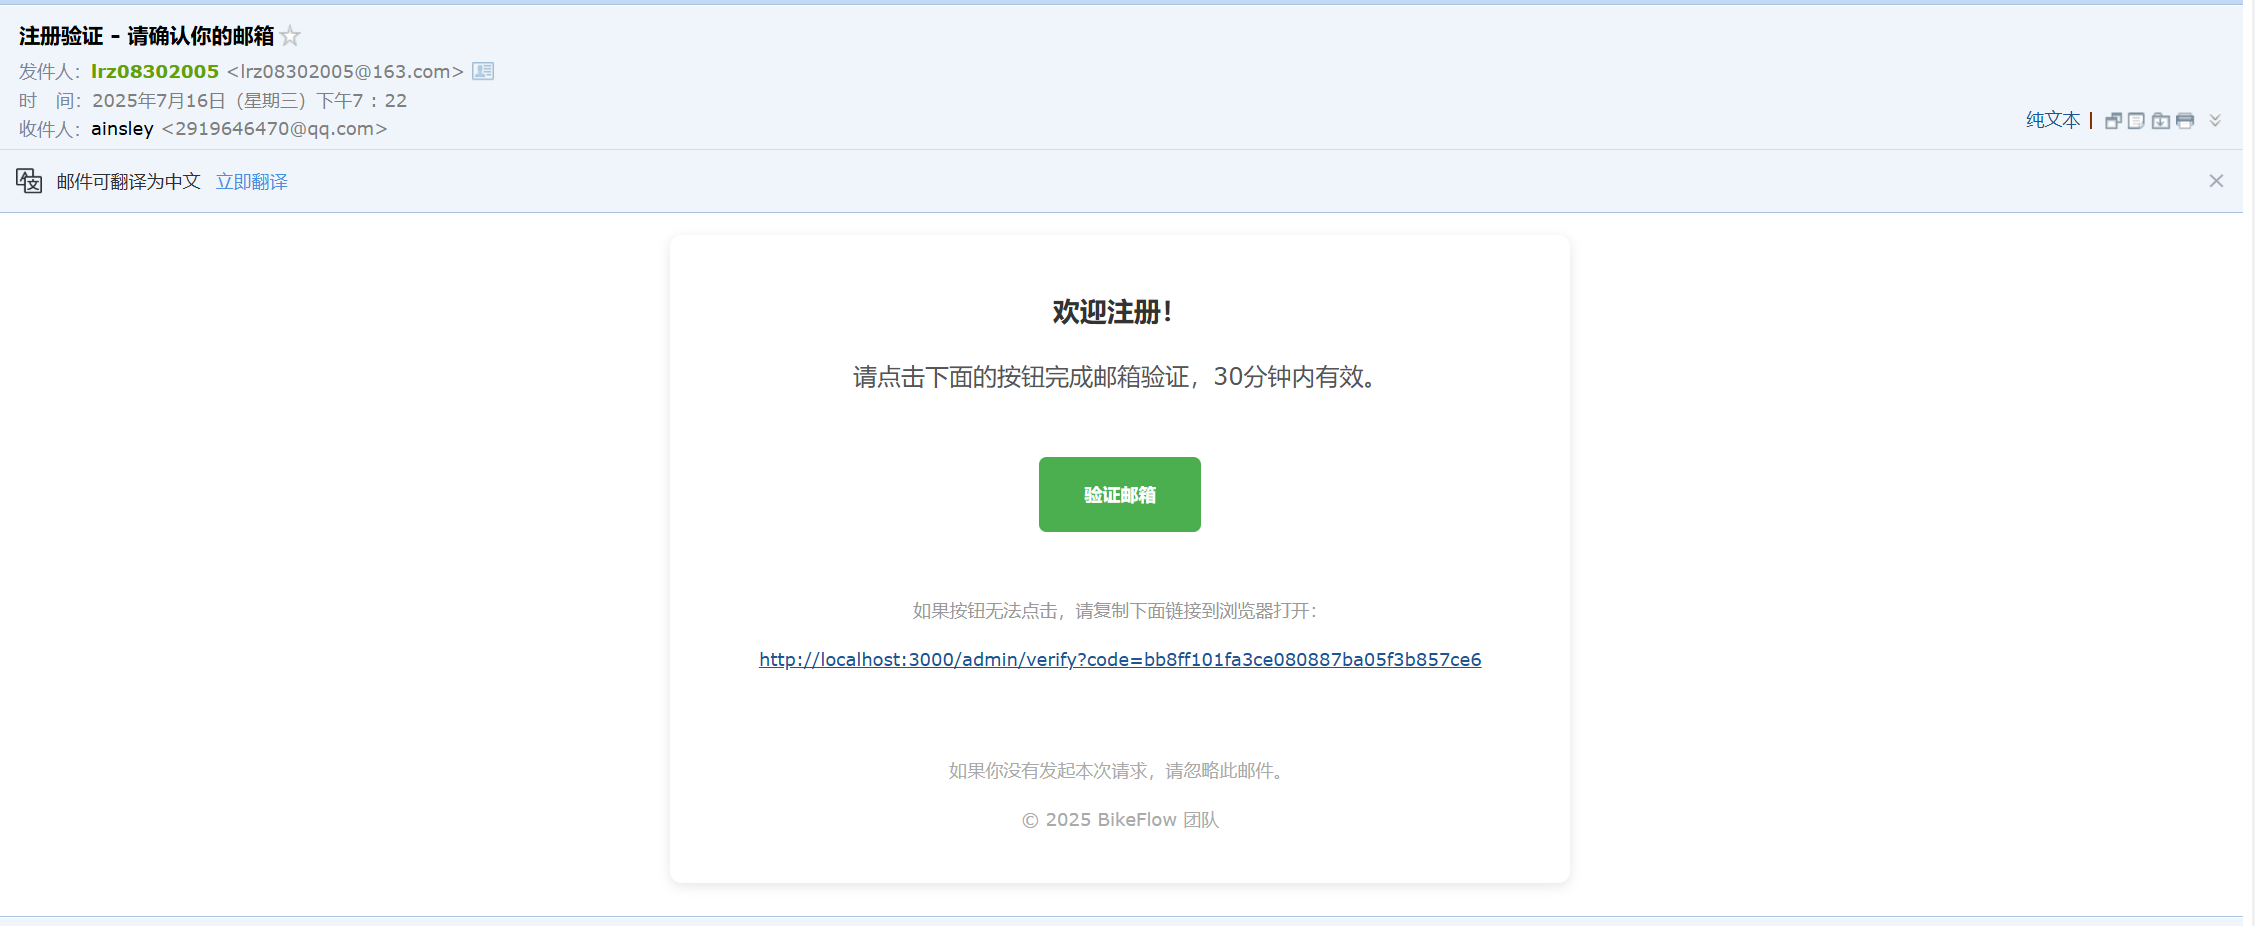 注册验证 - 请确认你的邮箱
发件人：lrz08302005 <lrz08302005@163.com>
时　间：2025年7月16日（星期三）下午7 : 22
收件人：ainsley <2919646470@qq.com>
纯文本 |
邮件可翻译为中文 立即翻译
欢迎注册！
请点击下面的按钮完成邮箱验证，30分钟内有效。
验证邮箱
如果按钮无法点击，请复制下面链接到浏览器打开：
http://localhost:3000/admin/verify?code=bb8ff101fa3ce080887ba05f3b857ce6
如果你没有发起本次请求，请忽略此邮件。
© 2025 BikeFlow 团队